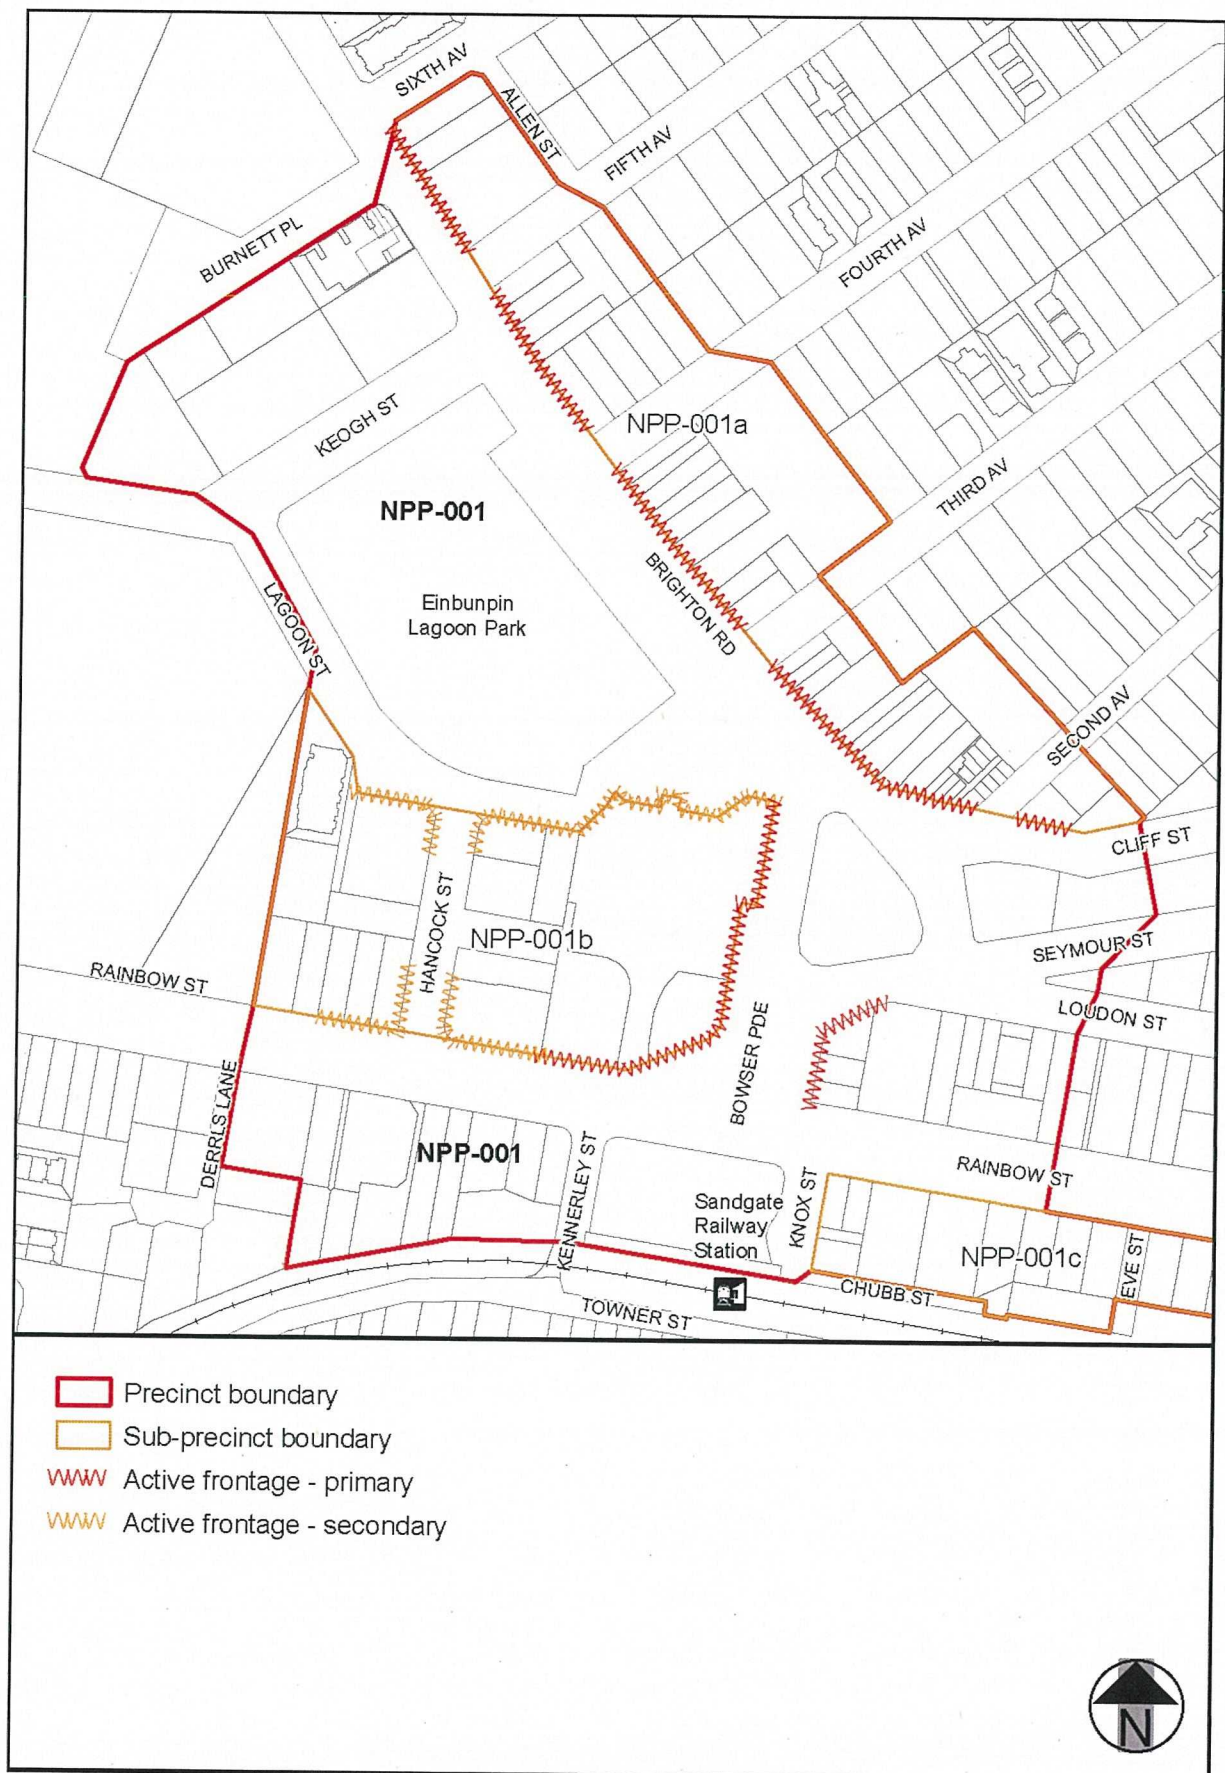 SIXTH AV
ALLEN ST
FIFTH AV
BURNETT PL
FOURTH AV
KEOGH ST
NPP-001a
THIRD AV
NPP-001
BRIGHTON RD
Einbunpin
Lagoon Park
LAGOON ST
SECOND AV
CLIFF ST
HANCOCK ST
NPP-001b
SEYMOUR ST
RAINBOW ST
LOUDON ST
BOWSER PDE
DERRLS LANE
NPP-001
KENNERLEY ST
RAINBOW ST
Sandgate
Railway
Station
KNOX ST
NPP-001c
EVE ST
CHUBB ST
TOWNER ST
Precinct boundary
Sub-precinct boundary
Active frontage - primary
Active frontage - secondary
N